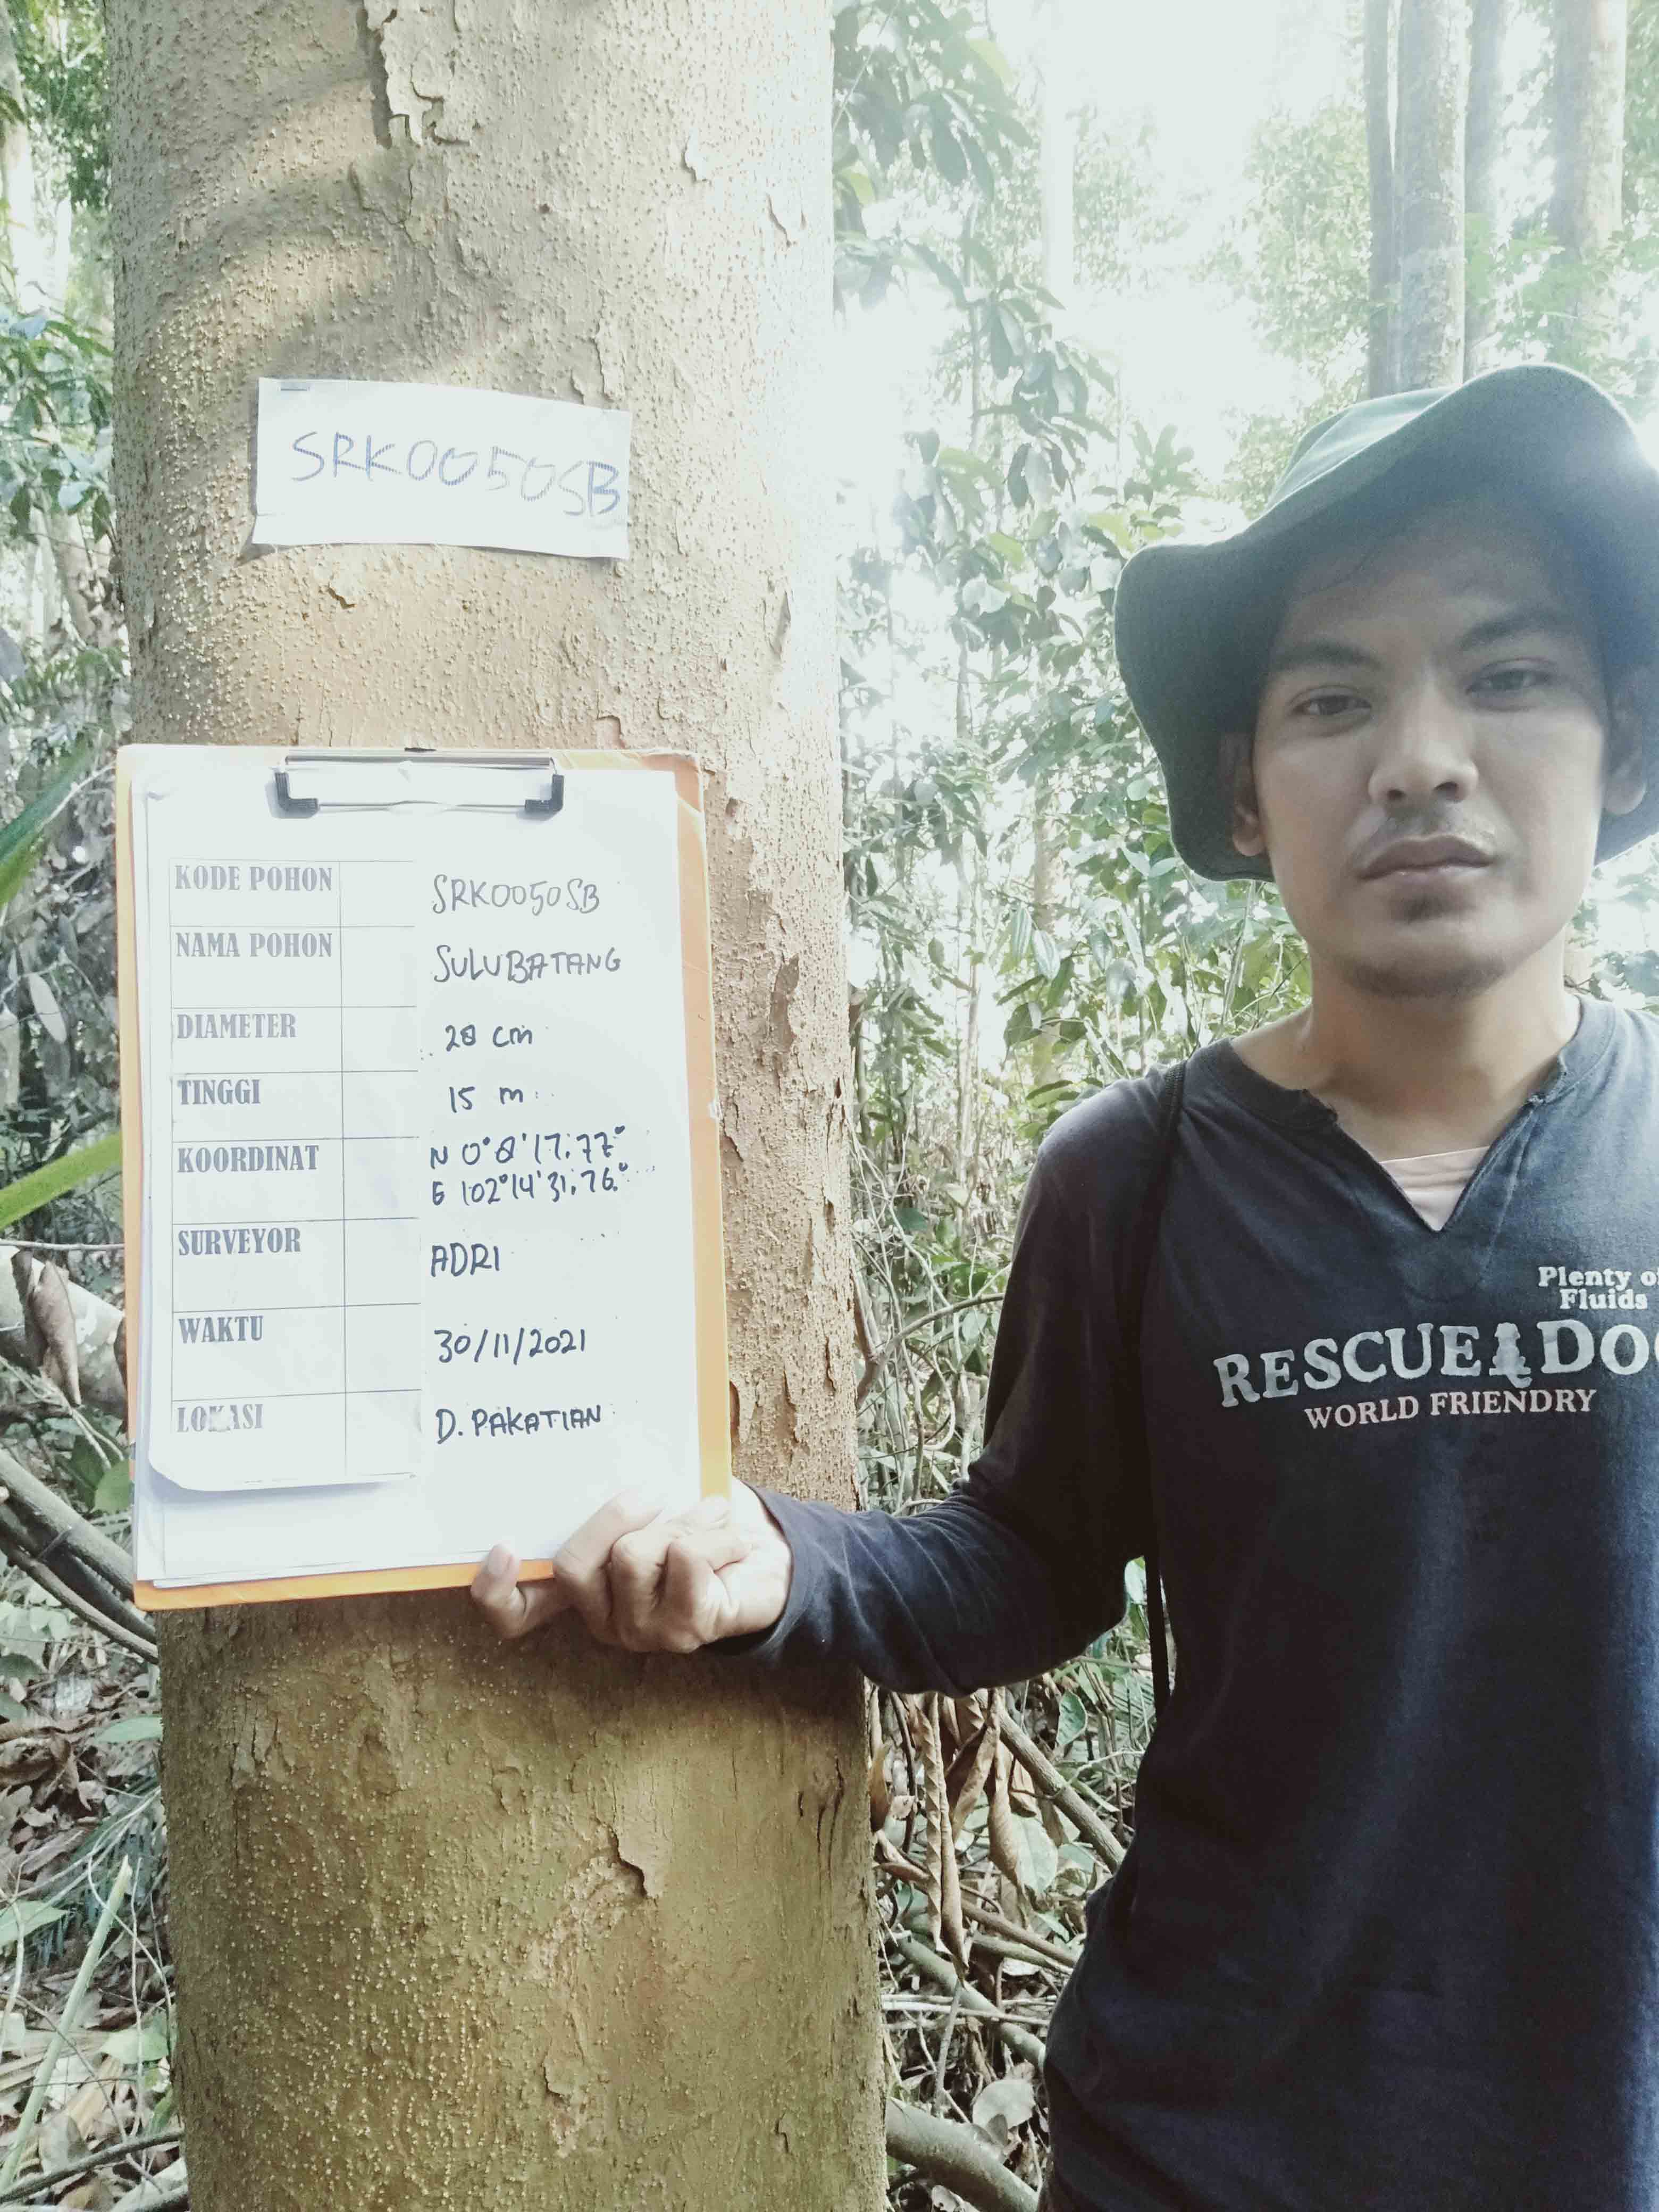 SRK0050SB
KODE POHON SRK0050SB
NAMA POHON SULUBATANG
DIAMETER 28 cm
TINGGI 15 m
KOORDINAT N 0° 8' 17.77"
E 102° 14' 31.76"
SURVEYOR ADRI
WAKTU 30/11/2021
LOKASI D. PAKATIAN
Plenty of
Fluids
RESCUE DO
WORLD FRIENDRY